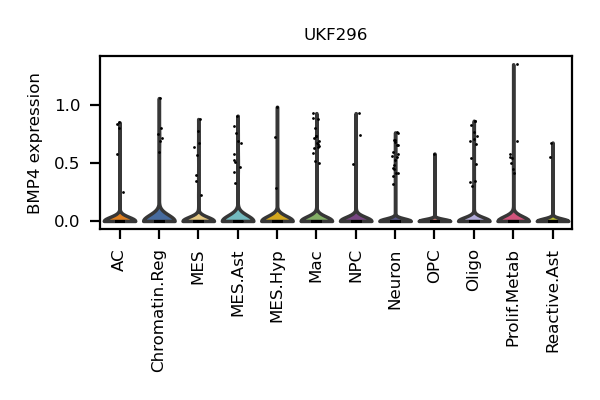 UKF296
BMP4 expression
1.0
0.5
0.0
AC
Chromatin.Reg
MES
MES.Ast
MES.Hyp
Mac
NPC
Neuron
OPC
Oligo
Prolif.Metab
Reactive.Ast